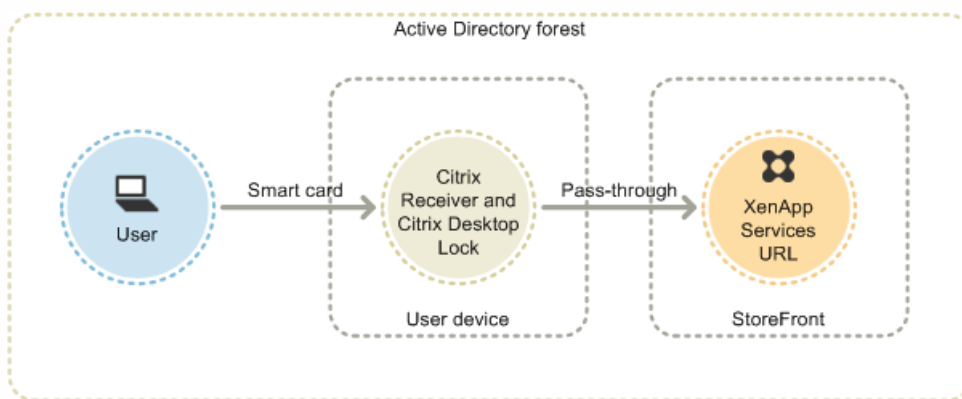 Active Directory forest
User
Smart card
Citrix
Receiver and
Citrix Desktop
Lock
User device
Pass-through
XenApp
Services
URL
StoreFront